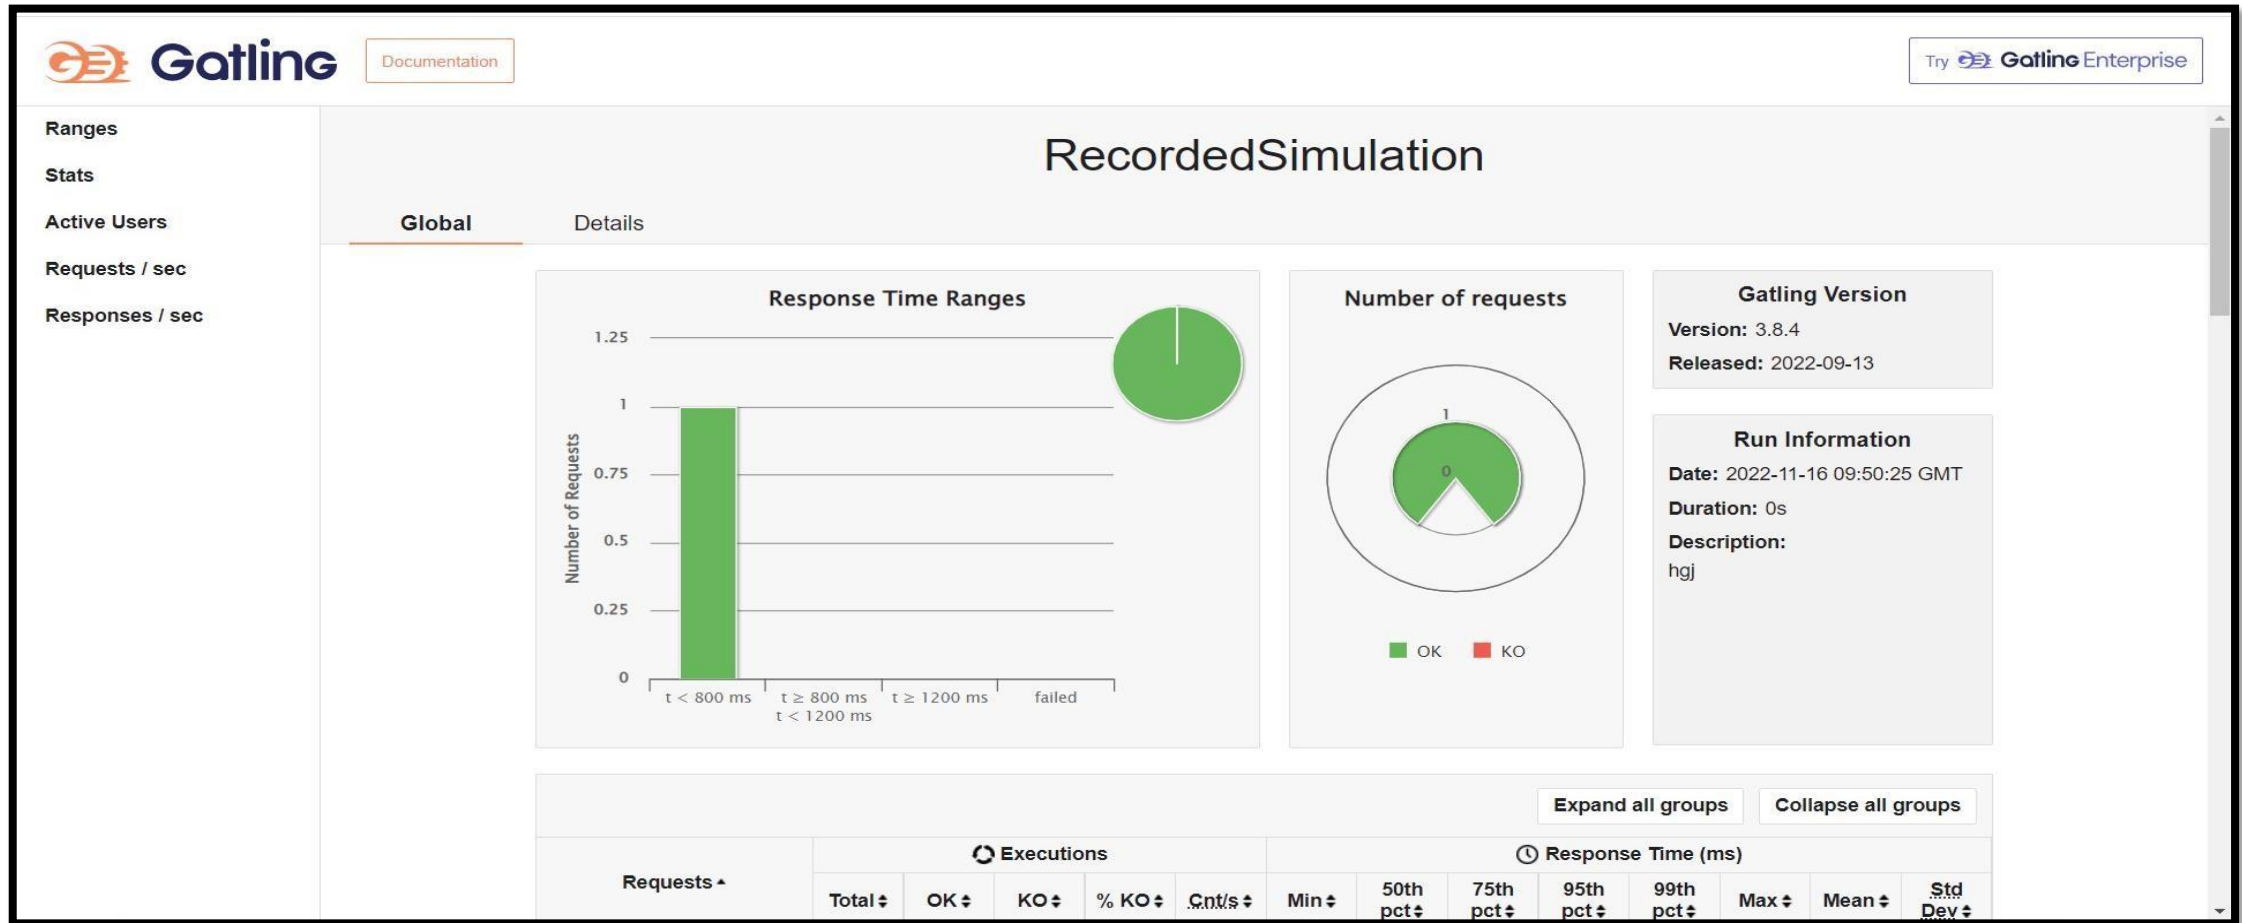 Gatling
Documentation
Try Gatling Enterprise
Ranges
Stats
Active Users
Requests / sec
Responses / sec
RecordedSimulation
Global
Details
Response Time Ranges
Number of Requests
1.25
1
0.75
0.5
0.25
0
t < 800 ms
t ≥ 800 ms
t < 1200 ms
t ≥ 1200 ms
failed
Number of requests
1
0
OK
KO
Gatling Version
Version: 3.8.4
Released: 2022-09-13
Run Information
Date: 2022-11-16 09:50:25 GMT
Duration: 0s
Description:
hgj
Expand all groups
Collapse all groups
Requests
Executions
Response Time (ms)
Total
OK
KO
% KO
Cnt/s
Min
50th
pct
75th
pct
95th
pct
99th
pct
Max
Mean
Std
Dev